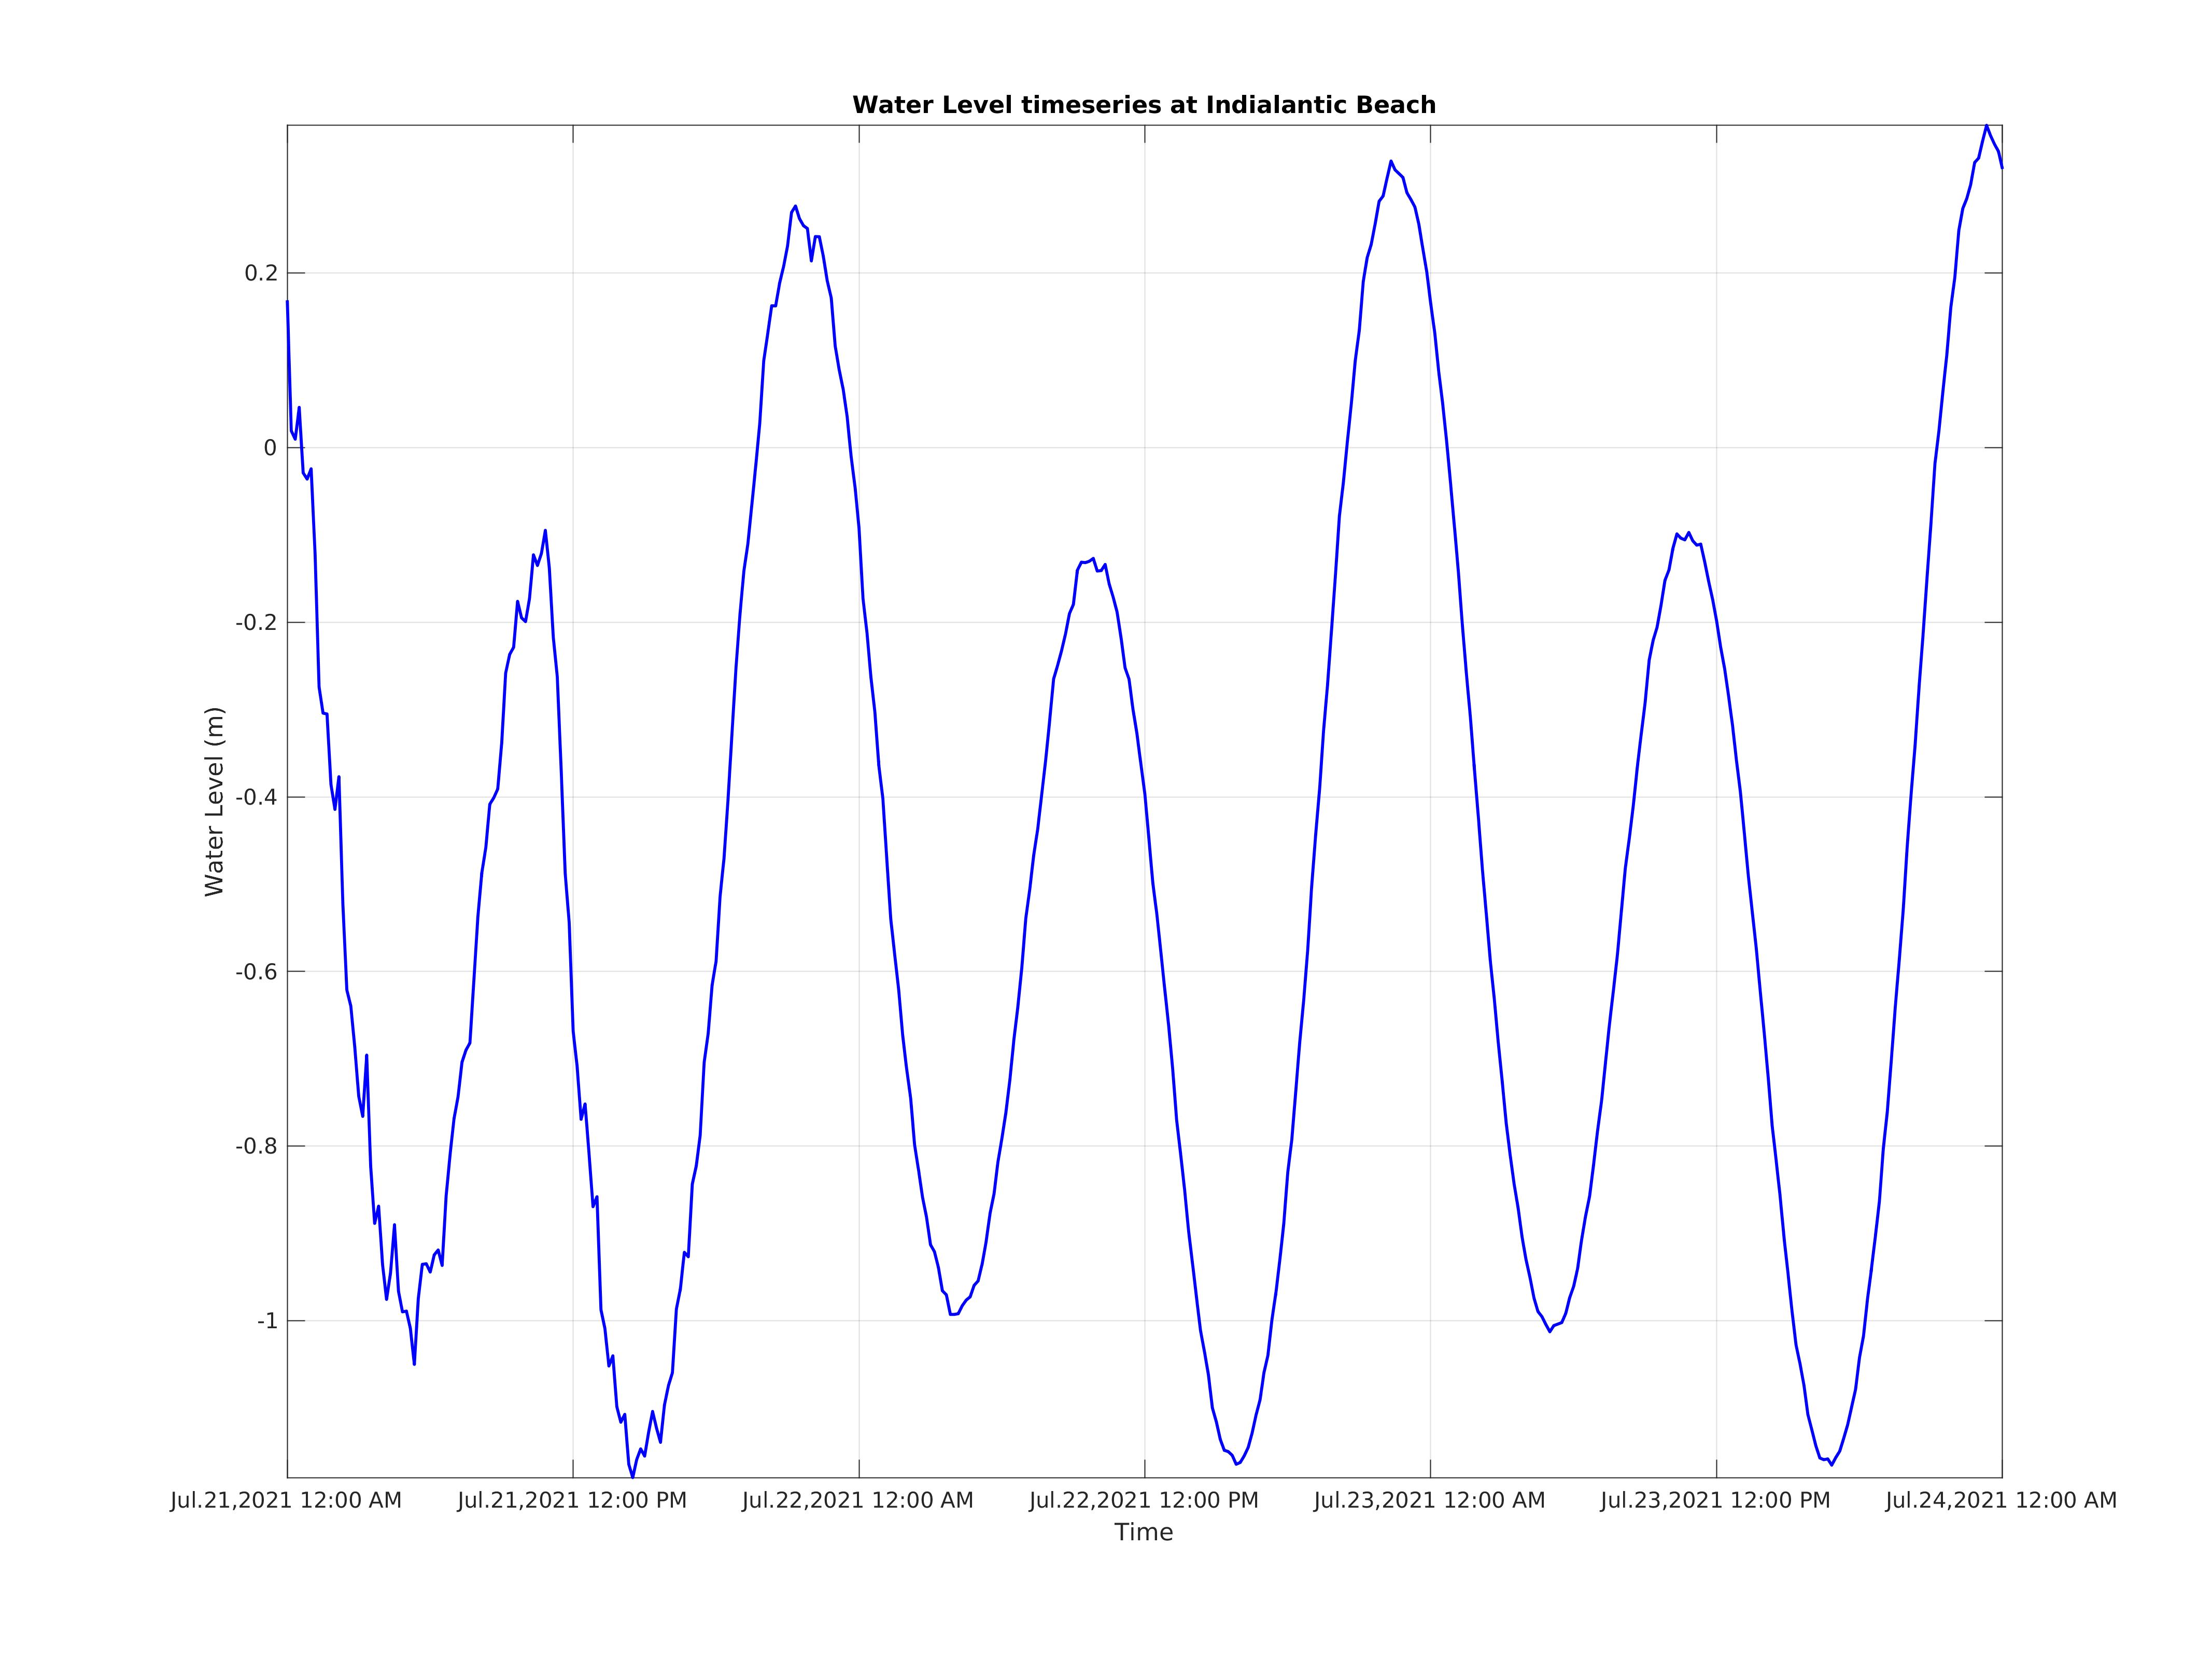 Water Level timeseries at Indialantic Beach
0.2
0
-0.2
-0.4
-0.6
-0.8
-1
Water Level (m)
Jul.21,2021 12:00 AM Jul.21,2021 12:00 PM Jul.22,2021 12:00 AM Jul.22,2021 12:00 PM Jul.23,2021 12:00 AM Jul.23,2021 12:00 PM Jul.24,2021 12:00 AM
Time